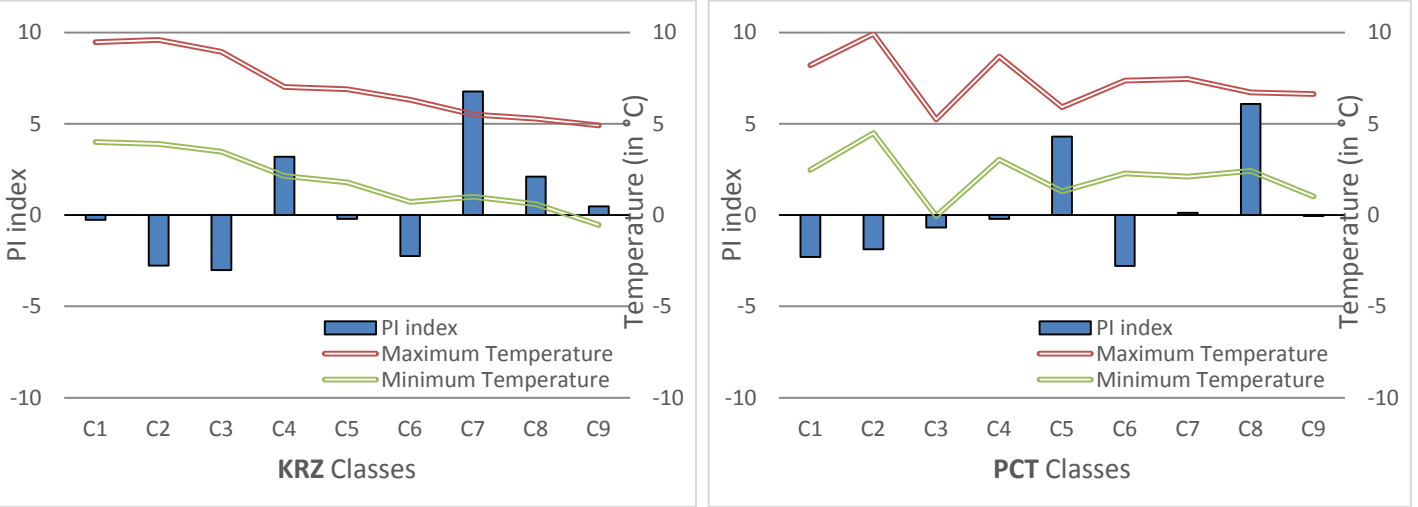 10
5
0
-5
-10
PI index
10
5
0
-5
-10
Temperature (in °C)
PI index
Maximum Temperature
Minimum Temperature
C1 C2 C3 C4 C5 C6 C7 C8 C9
KRZ Classes
10
5
0
-5
-10
PI index
10
5
0
-5
-10
Temperature (in °C)
PI index
Maximum Temperature
Minimum Temperature
C1 C2 C3 C4 C5 C6 C7 C8 C9
PCT Classes